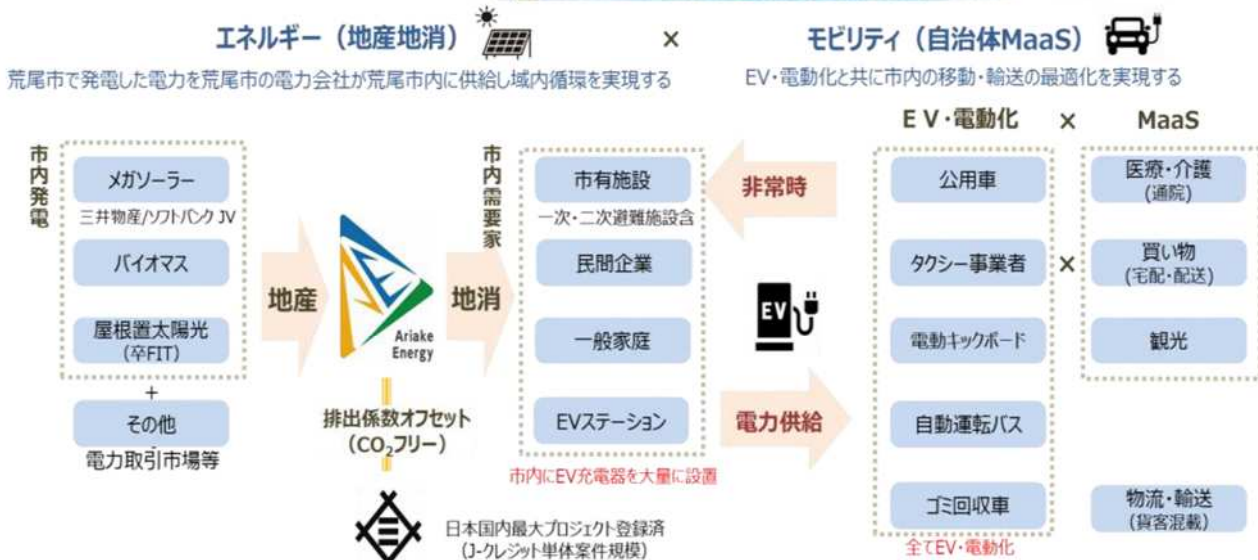 エネルギー（地産地消）
×
モビリティ（自治体MaaS）
荒尾市で発電した電力を荒尾市の電力会社が荒尾市内に供給し域内循環を実現する
EV・電動化と共に市内の移動・輸送の最適化を実現する
市内発電
メガソーラー
三井物産/ソフトバンク JV
バイオマス
屋根置太陽光
(卒FIT)
+
その他
電力取引市場等
地産
Ariake
Energy
排出係数オフセット
（CO₂フリー）
日本国内最大プロジェクト登録済
(J-クレジット単体案件規模)
地消
市内需要家
市有施設
一次・二次避難施設含
民間企業
一般家庭
EVステーション
市内にEV充電器を大量に設置
非常時
EV
電力供給
EV・電動化
×
MaaS
公用車
タクシー事業者
電動キックボード
自動運転バス
ゴミ回収車
全てEV・電動化
×
医療・介護
(通院)
買い物
(宅配・配送)
観光
物流・輸送
(貨客混載)